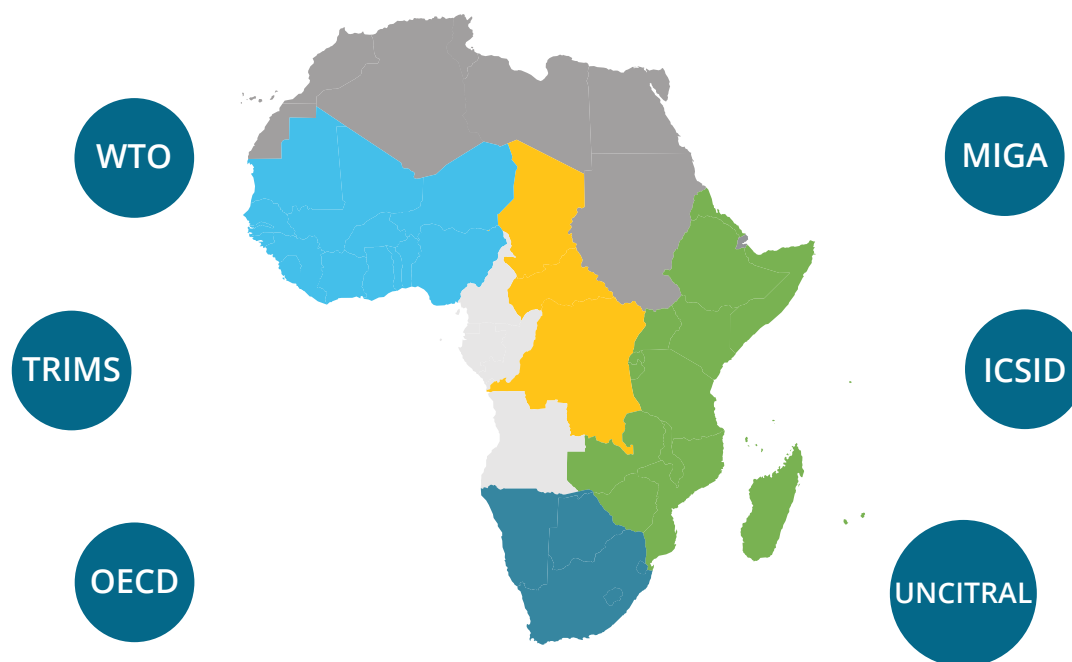 WTO
MIGA
TRIMS
ICSID
OECD
UNCITRAL